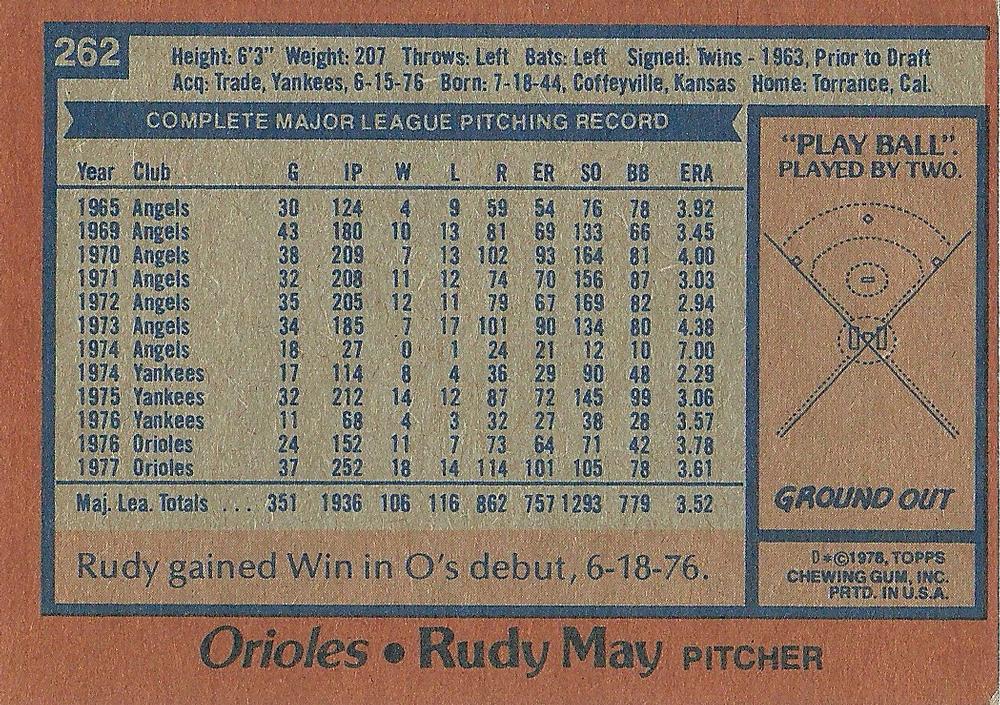 262
Height: 6'3" Weight: 207 Throws: Left Bats: Left Signed: Twins - 1963, Prior to Draft
Acq: Trade, Yankees, 6-15-76 Born: 7-18-44, Coffeyville, Kansas Home: Torrance, Cal.
COMPLETE MAJOR LEAGUE PITCHING RECORD
Year Club G IP W L R ER SO BB ERA
1965 Angels 30 124 4 9 59 54 76 78 3.92
1969 Angels 43 180 10 13 81 69 133 66 3.45
1970 Angels 38 209 7 13 102 93 164 81 4.00
1971 Angels 32 208 11 12 74 70 156 87 3.03
1972 Angels 35 205 12 11 79 67 169 82 2.94
1973 Angels 34 185 7 17 101 90 134 80 4.38
1974 Angels 18 27 0 1 24 21 12 10 7.00
1974 Yankees 17 114 8 4 36 29 90 48 2.29
1975 Yankees 32 212 14 12 87 72 145 99 3.06
1976 Yankees 11 68 4 3 32 27 38 28 3.57
1976 Orioles 24 152 11 7 73 64 71 42 3.78
1977 Orioles 37 252 18 14 114 101 105 78 3.61
Maj. Lea. Totals ... 351 1936 106 116 862 757 1293 779 3.52
Rudy gained Win in O's debut, 6-18-76.
"PLAY BALL".
PLAYED BY TWO.
GROUND OUT
D*©1978, TOPPS
CHEWING GUM, INC.
PRTD. IN U.S.A.
Orioles • Rudy May PITCHER